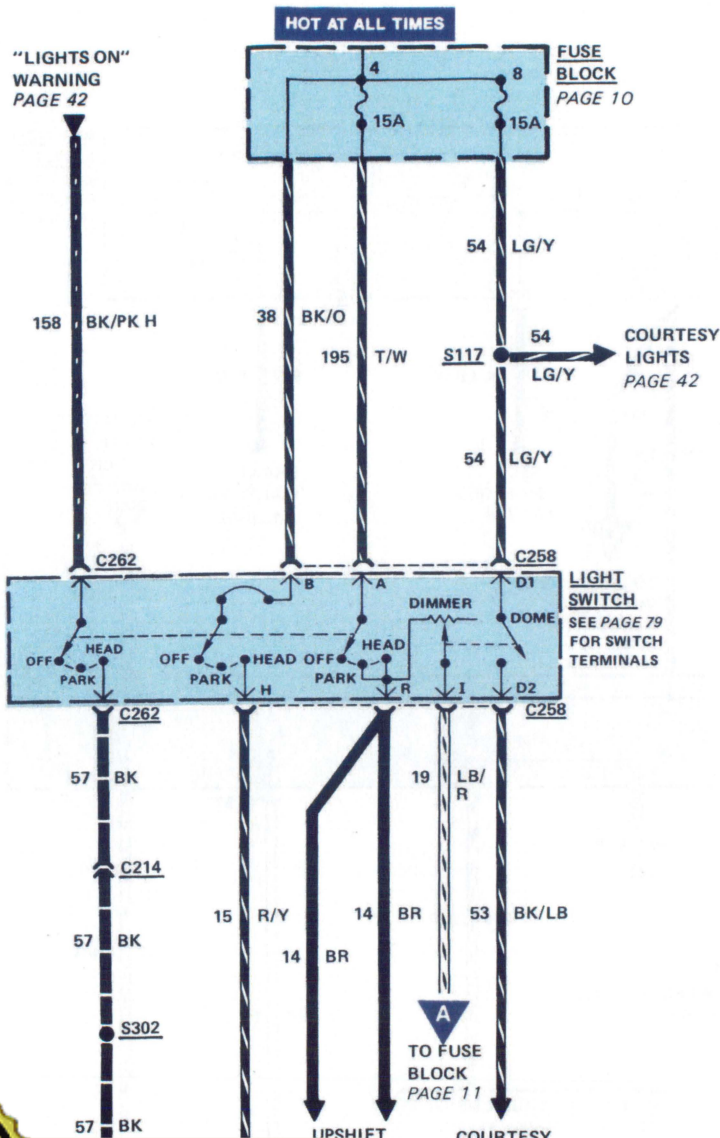 HOT AT ALL TIMES
"LIGHTS ON"
WARNING
PAGE 42
FUSE
BLOCK
PAGE 10
4
8
15A
15A
54 LG/Y
158 BK/PK H
38 BK/O
195 T/W
S117
54
LG/Y
COURTESY
LIGHTS
PAGE 42
54 LG/Y
C262
C258
B
A
D1
LIGHT
SWITCH
SEE PAGE 79
FOR SWITCH
TERMINALS
DIMMER
DOME
OFF
PARK
HEAD
OFF
PARK
HEAD
OFF
PARK
HEAD
H
R
I
D2
C262
C258
57 BK
19 LB/
R
C214
15 R/Y
14 BR
53 BK/LB
57 BK
14 BR
A
S302
TO FUSE
BLOCK
PAGE 11
57 BK
UPSHIFT
COURTESY